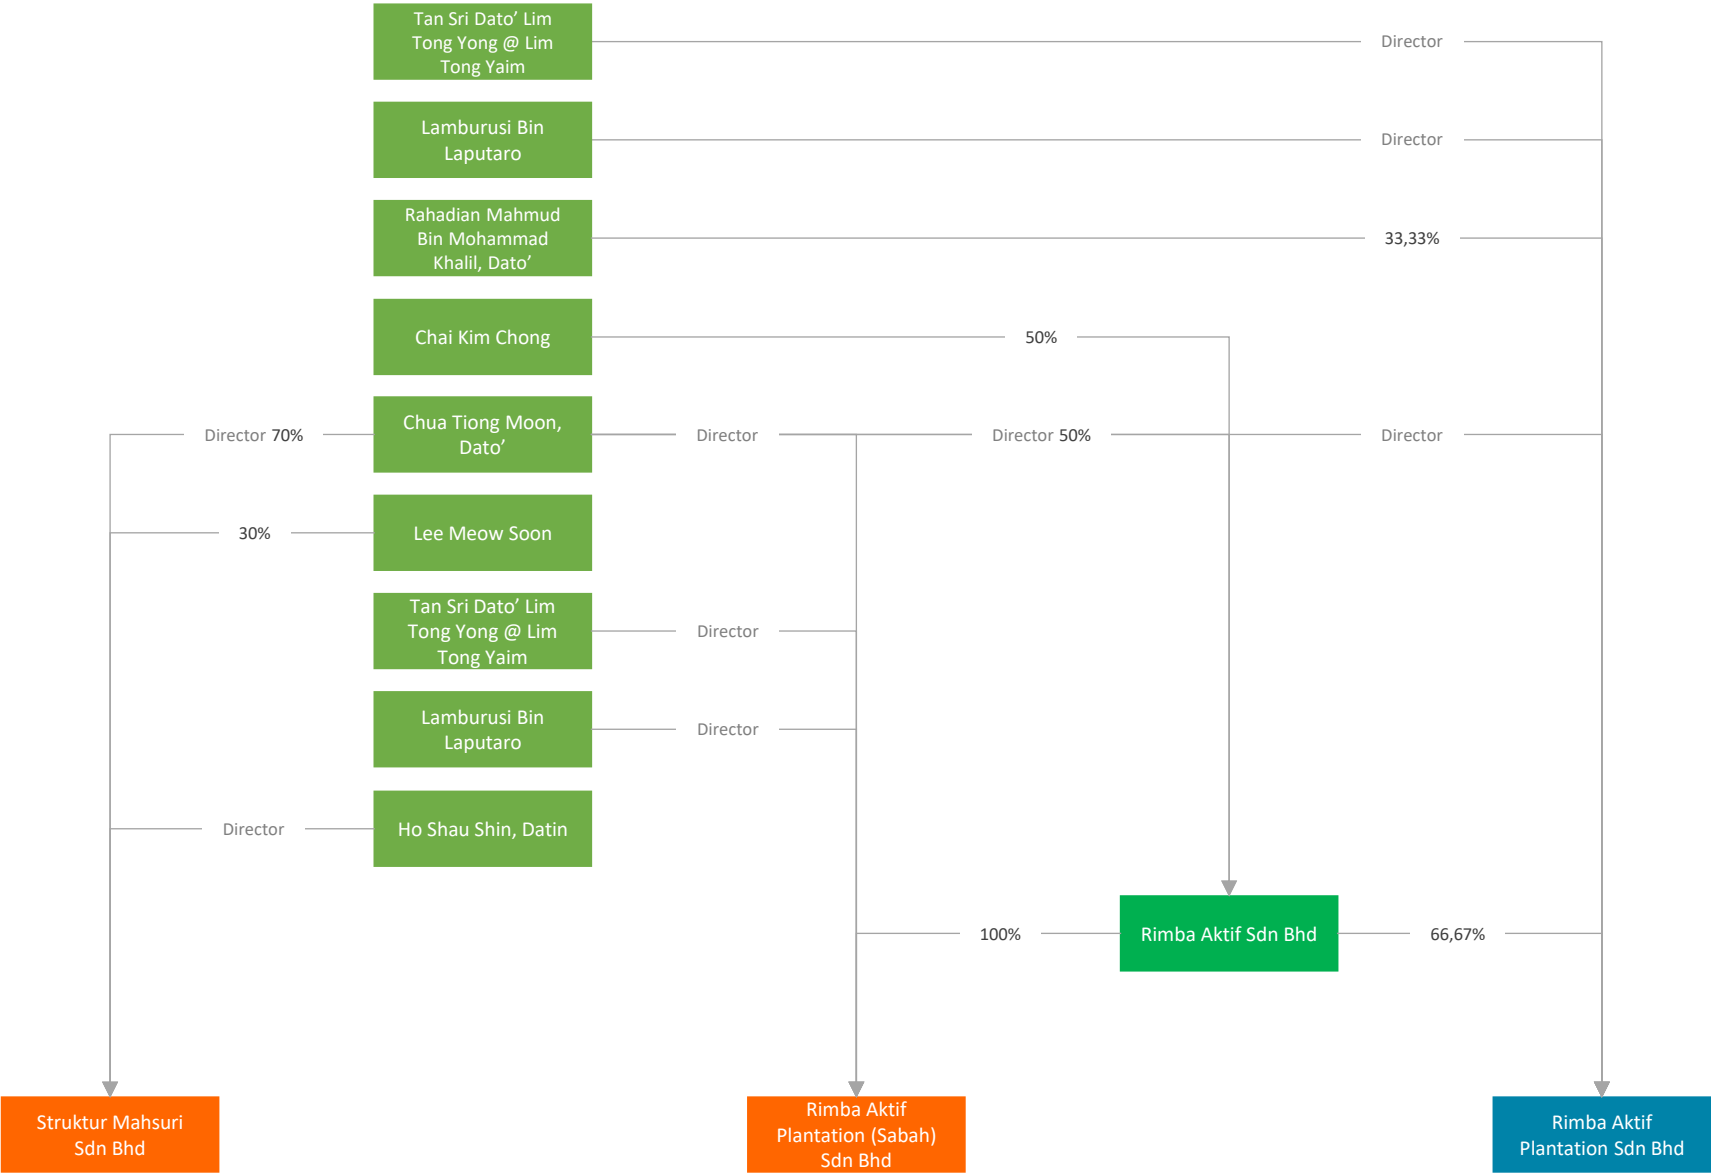 Tan Sri Dato’ Lim
Tong Yong @ Lim
Tong Yaim
Director
Lamburusi Bin
Laputaro
Director
Rahadian Mahmud
Bin Mohammad
Khalil, Dato’
33,33%
Chai Kim Chong
50%
Director 70%
Chua Tiong Moon,
Dato’
Director
Director 50%
Director
30%
Lee Meow Soon
Tan Sri Dato’ Lim
Tong Yong @ Lim
Tong Yaim
Director
Lamburusi Bin
Laputaro
Director
Director
Ho Shau Shin, Datin
100%
Rimba Aktif Sdn Bhd
66,67%
Struktur Mahsuri
Sdn Bhd
Rimba Aktif
Plantation (Sabah)
Sdn Bhd
Rimba Aktif
Plantation Sdn Bhd